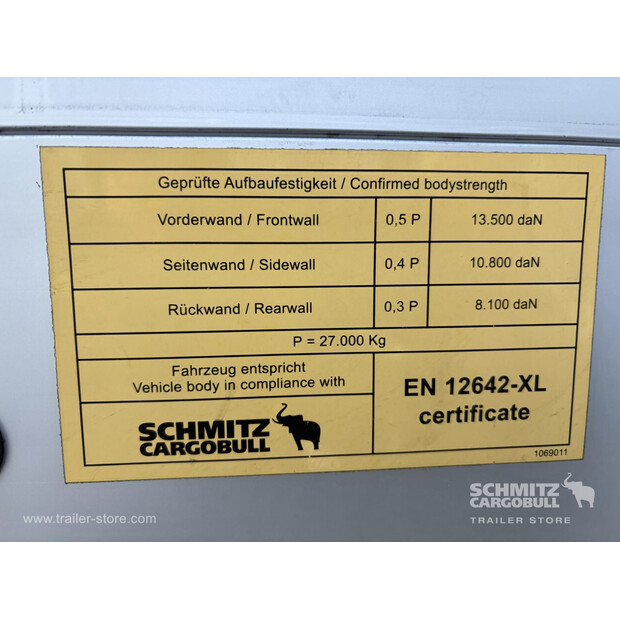 Geprüfte Aufbaufestigkeit / Confirmed bodystrength
Vorderwand / Frontwall 0,5 P 13.500 daN
Seitenwand / Sidewall 0,4 P 10.800 daN
Rückwand / Rearwall 0,3 P 8.100 daN
P = 27.000 Kg
Fahrzeug entspricht
Vehicle body in compliance with
EN 12642-XL
certificate
SCHMITZ
CARGOBULL
1069011
www.trailer-store.com
SCHMITZ
CARGOBULL
TRAILER STORE